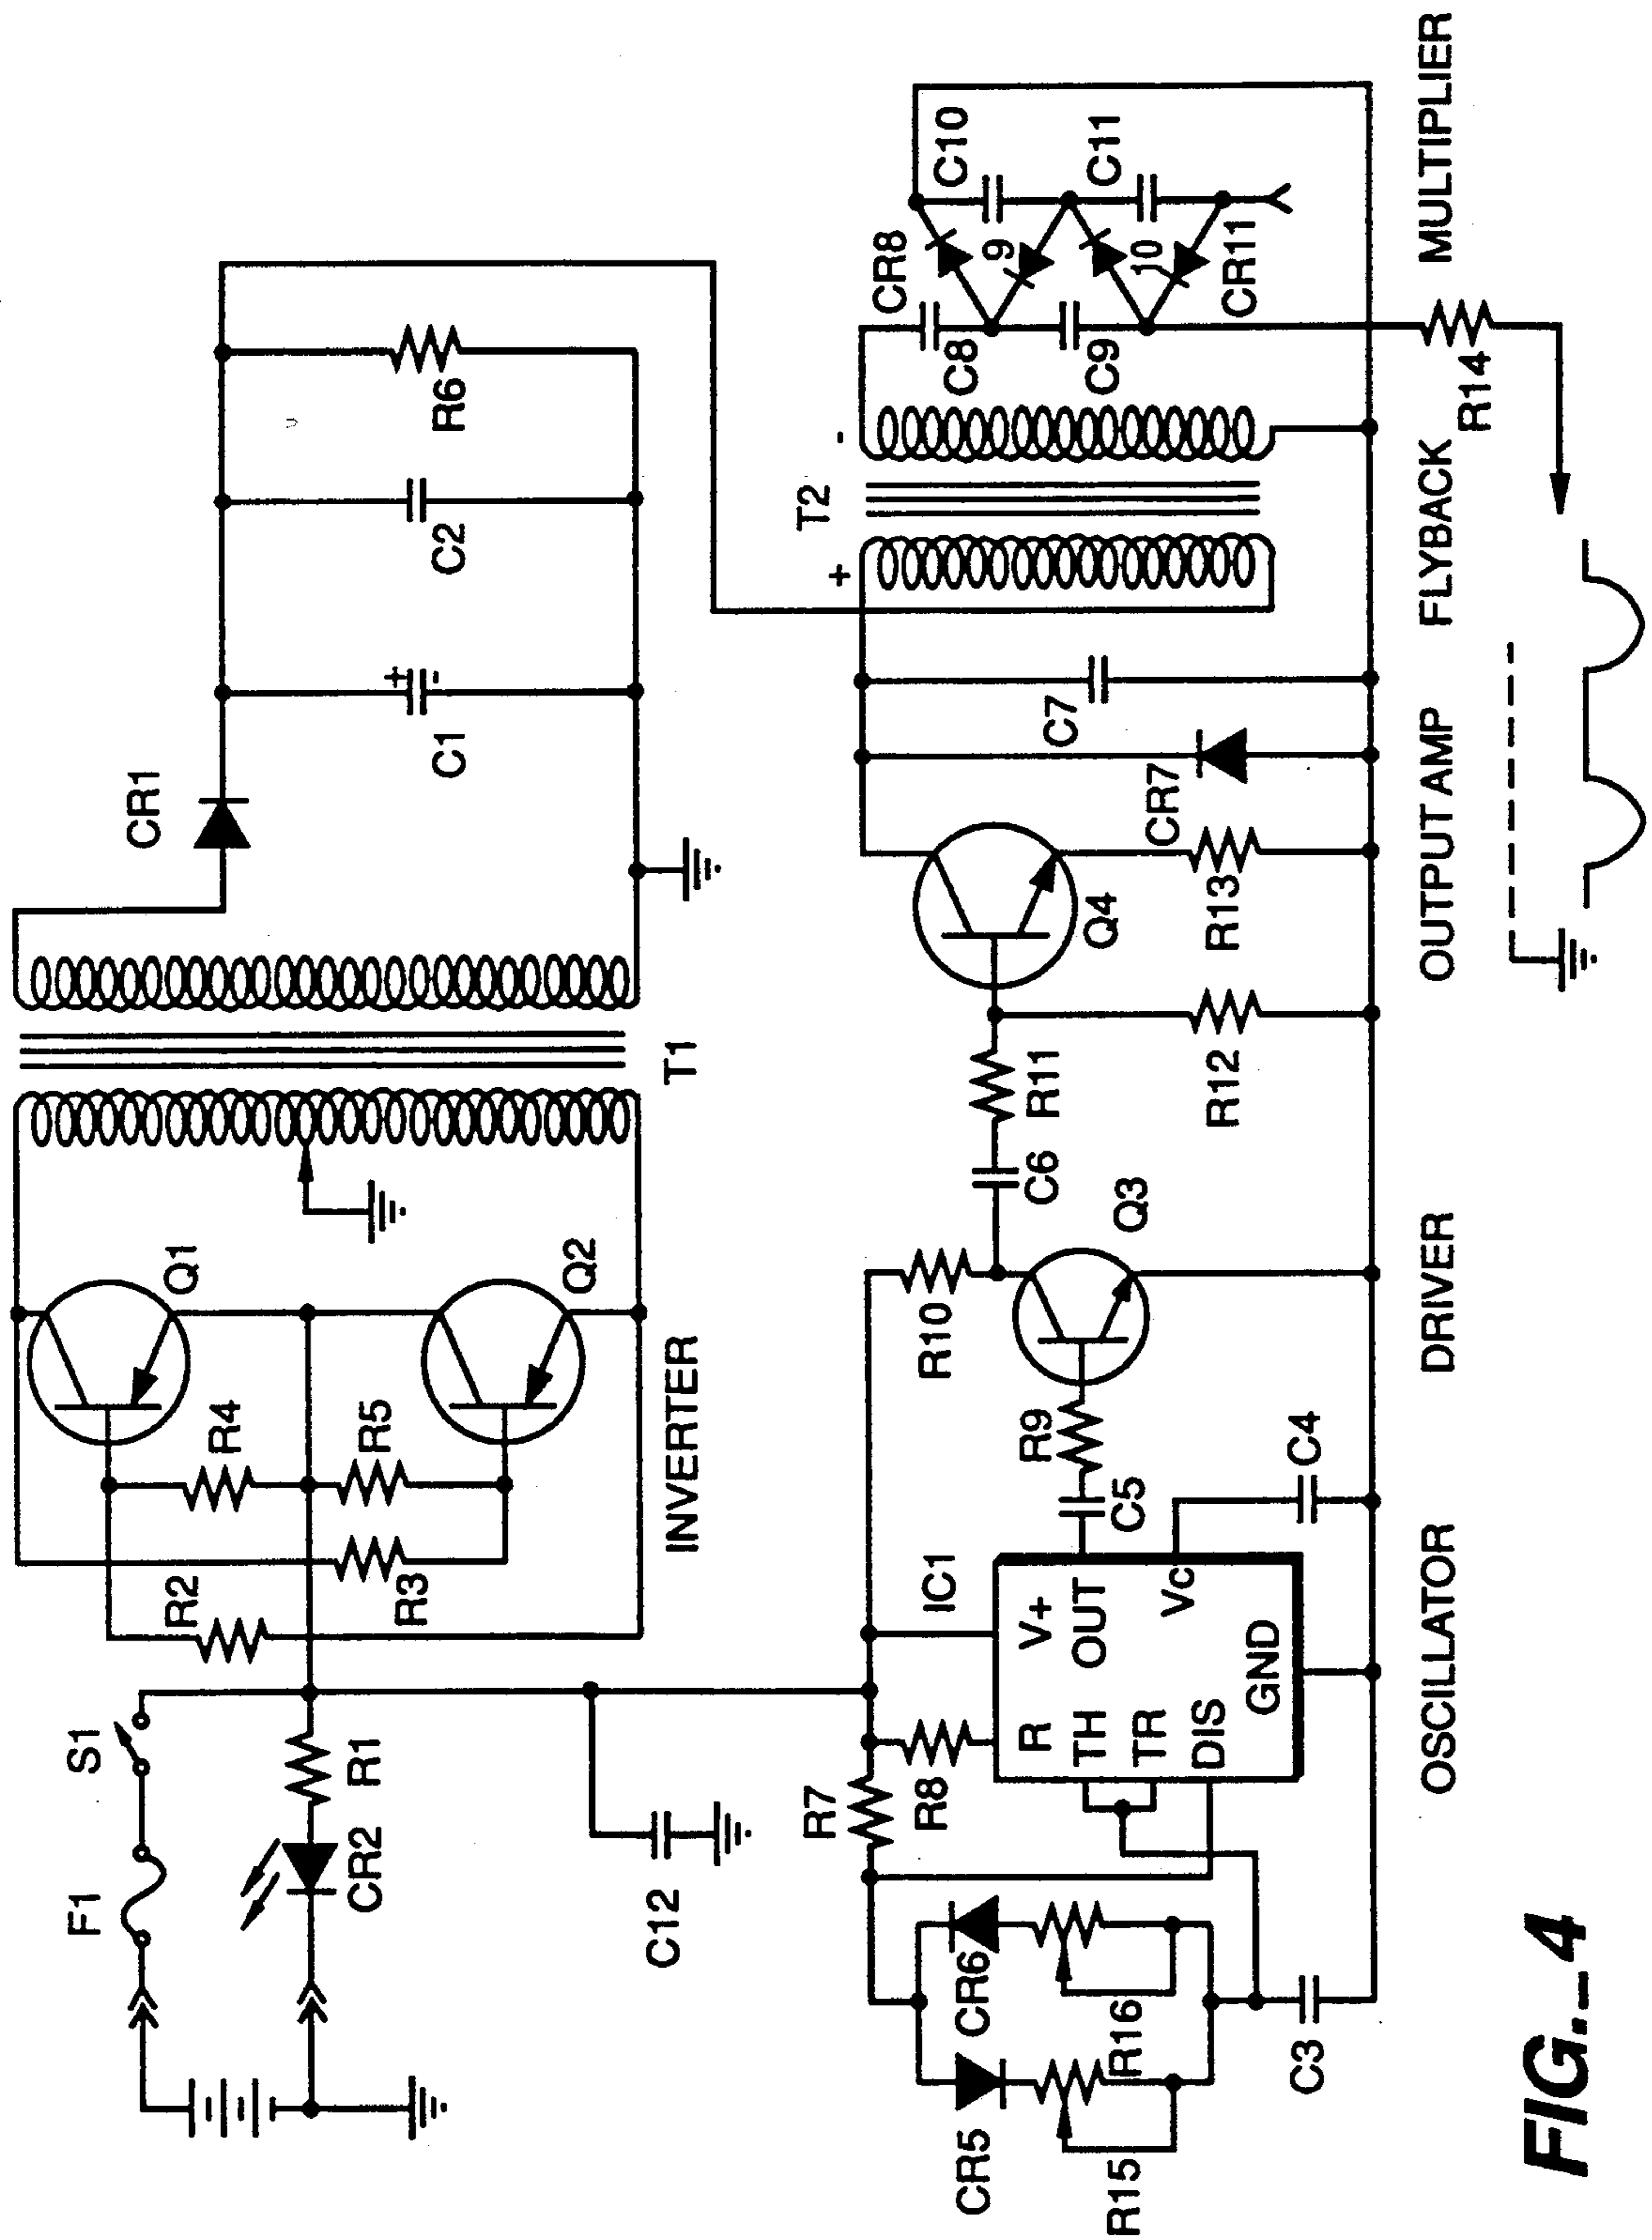 F1
S1
CR2
R1
C12
R2
R3
R4
R5
Q1
Q2
INVERTER
T1
CR1
+
-
C1
C2
R6
CR5
R15
CR6
R16
C3
R7
R8
IC1
R
V+
TH
OUT
TR
DIS
Vc
GND
C5
R9
C4
R10
Q3
C6
R11
R12
Q4
R13
CR7
C7
+
T2
-
C8
C9
CR8
9
10
CR11
C10
C11
R14
OSCILLATOR
DRIVER
OUTPUT AMP
FLYBACK
MULTIPLIER
FIG._4